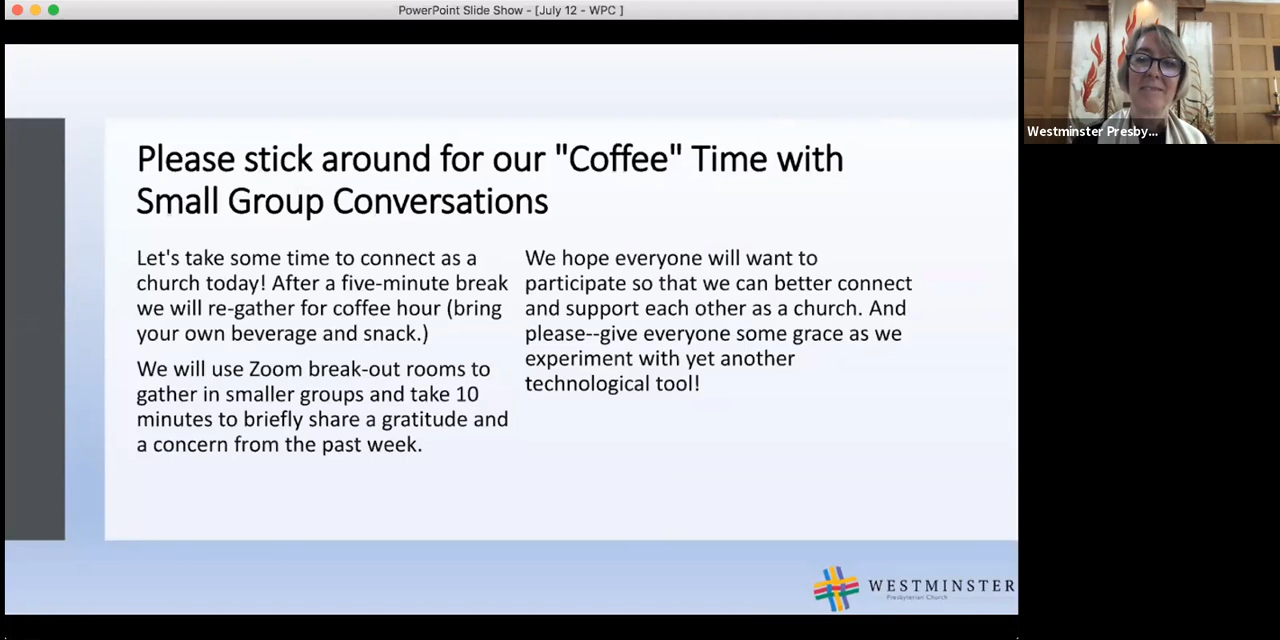 PowerPoint Slide Show - [July 12 - WPC ]
Please stick around for our "Coffee" Time with
Small Group Conversations
Let's take some time to connect as a
church today! After a five-minute break
we will re-gather for coffee hour (bring
your own beverage and snack.)
We will use Zoom break-out rooms to
gather in smaller groups and take 10
minutes to briefly share a gratitude and
a concern from the past week.
We hope everyone will want to
participate so that we can better connect
and support each other as a church. And
please--give everyone some grace as we
experiment with yet another
technological tool!
WESTMINSTER
Presbyterian Church
Westminster Presby...